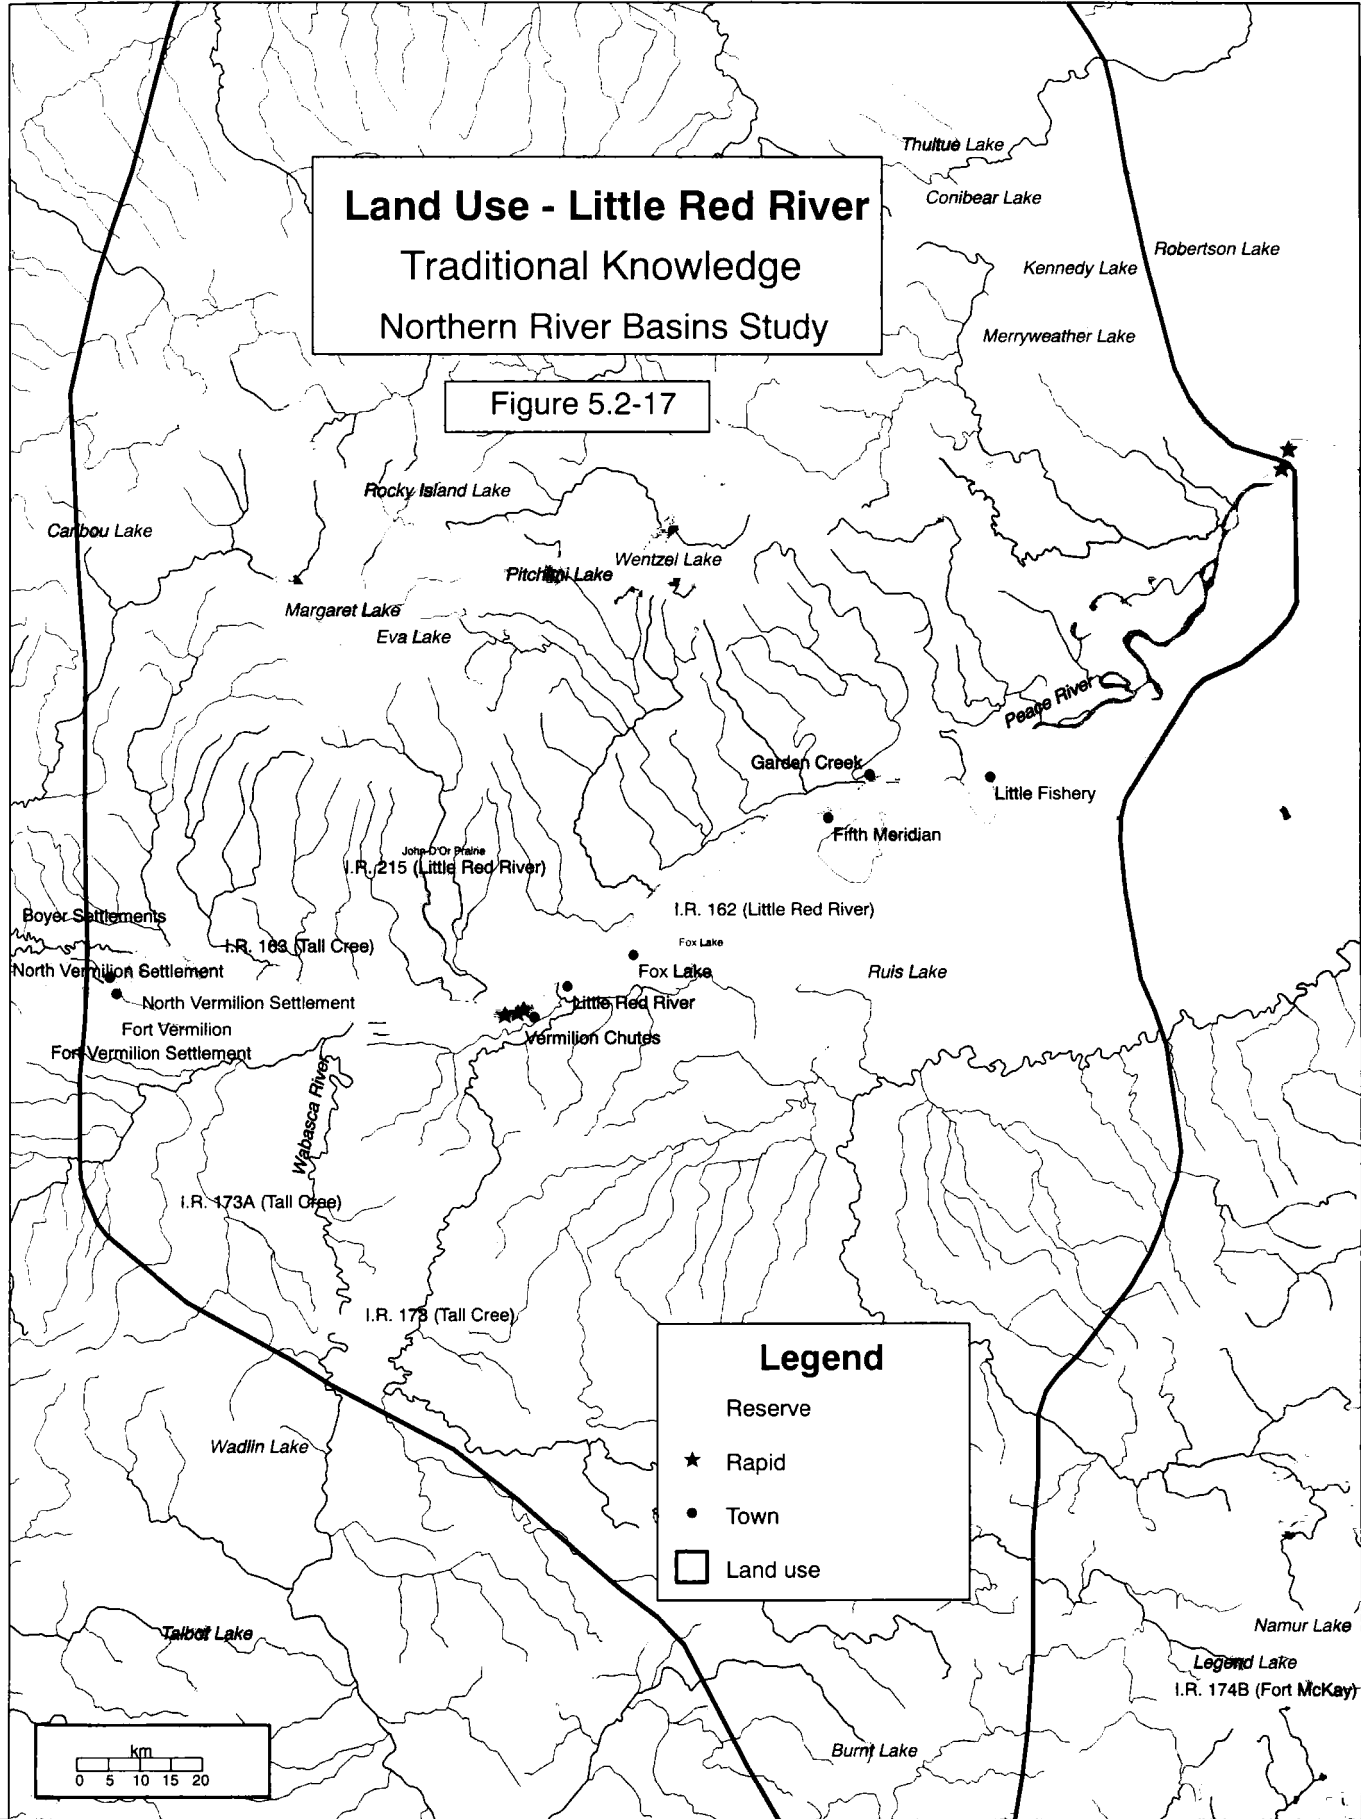 Thultue Lake
Land Use - Little Red River
Traditional Knowledge
Northern River Basins Study
Conibear Lake
Robertson Lake
Kennedy Lake
Merryweather Lake
Figure 5.2-17
Rocky Island Lake
Caribou Lake
Wentzel Lake
Pitchimi Lake
Margaret Lake
Eva Lake
Peace River
Garden Creek
Little Fishery
Fifth Meridian
John D'Or Prairie
I.R. 215 (Little Red River)
I.R. 162 (Little Red River)
Boyer Settlements
I.R. 163 (Tall Cree)
Fox Lake
North Vermilion Settlement
Fox Lake
Ruis Lake
North Vermilion Settlement
Little Red River
Fort Vermilion
Vermilion Chutes
Fort Vermilion Settlement
Wabasca River
I.R. 173A (Tall Cree)
I.R. 173 (Tall Cree)
Legend
Reserve
Rapid
Town
Land use
Wadlin Lake
Talbot Lake
Namur Lake
Legend Lake
I.R. 174B (Fort McKay)
Burnt Lake
km
0 5 10 15 20